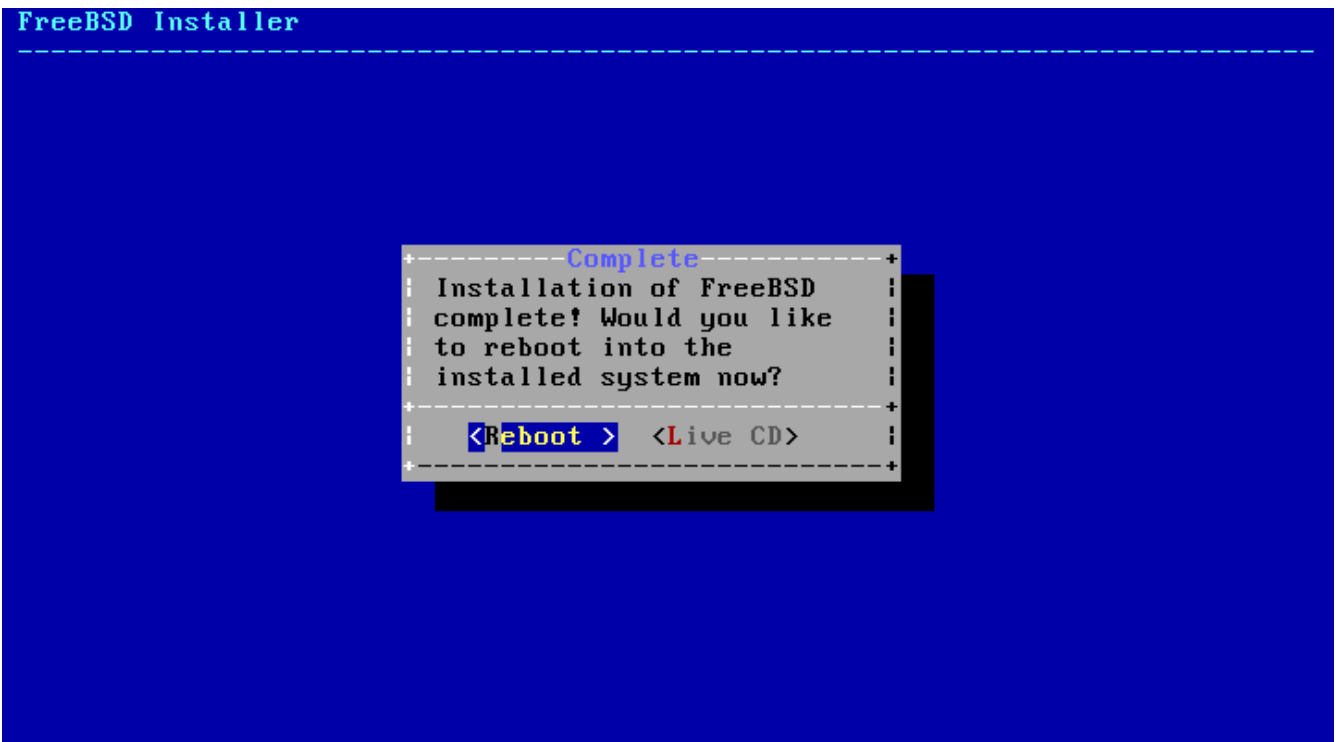 FreeBSD Installer
Complete
Installation of FreeBSD
complete! Would you like
to reboot into the
installed system now?
<Reboot > <Live CD>